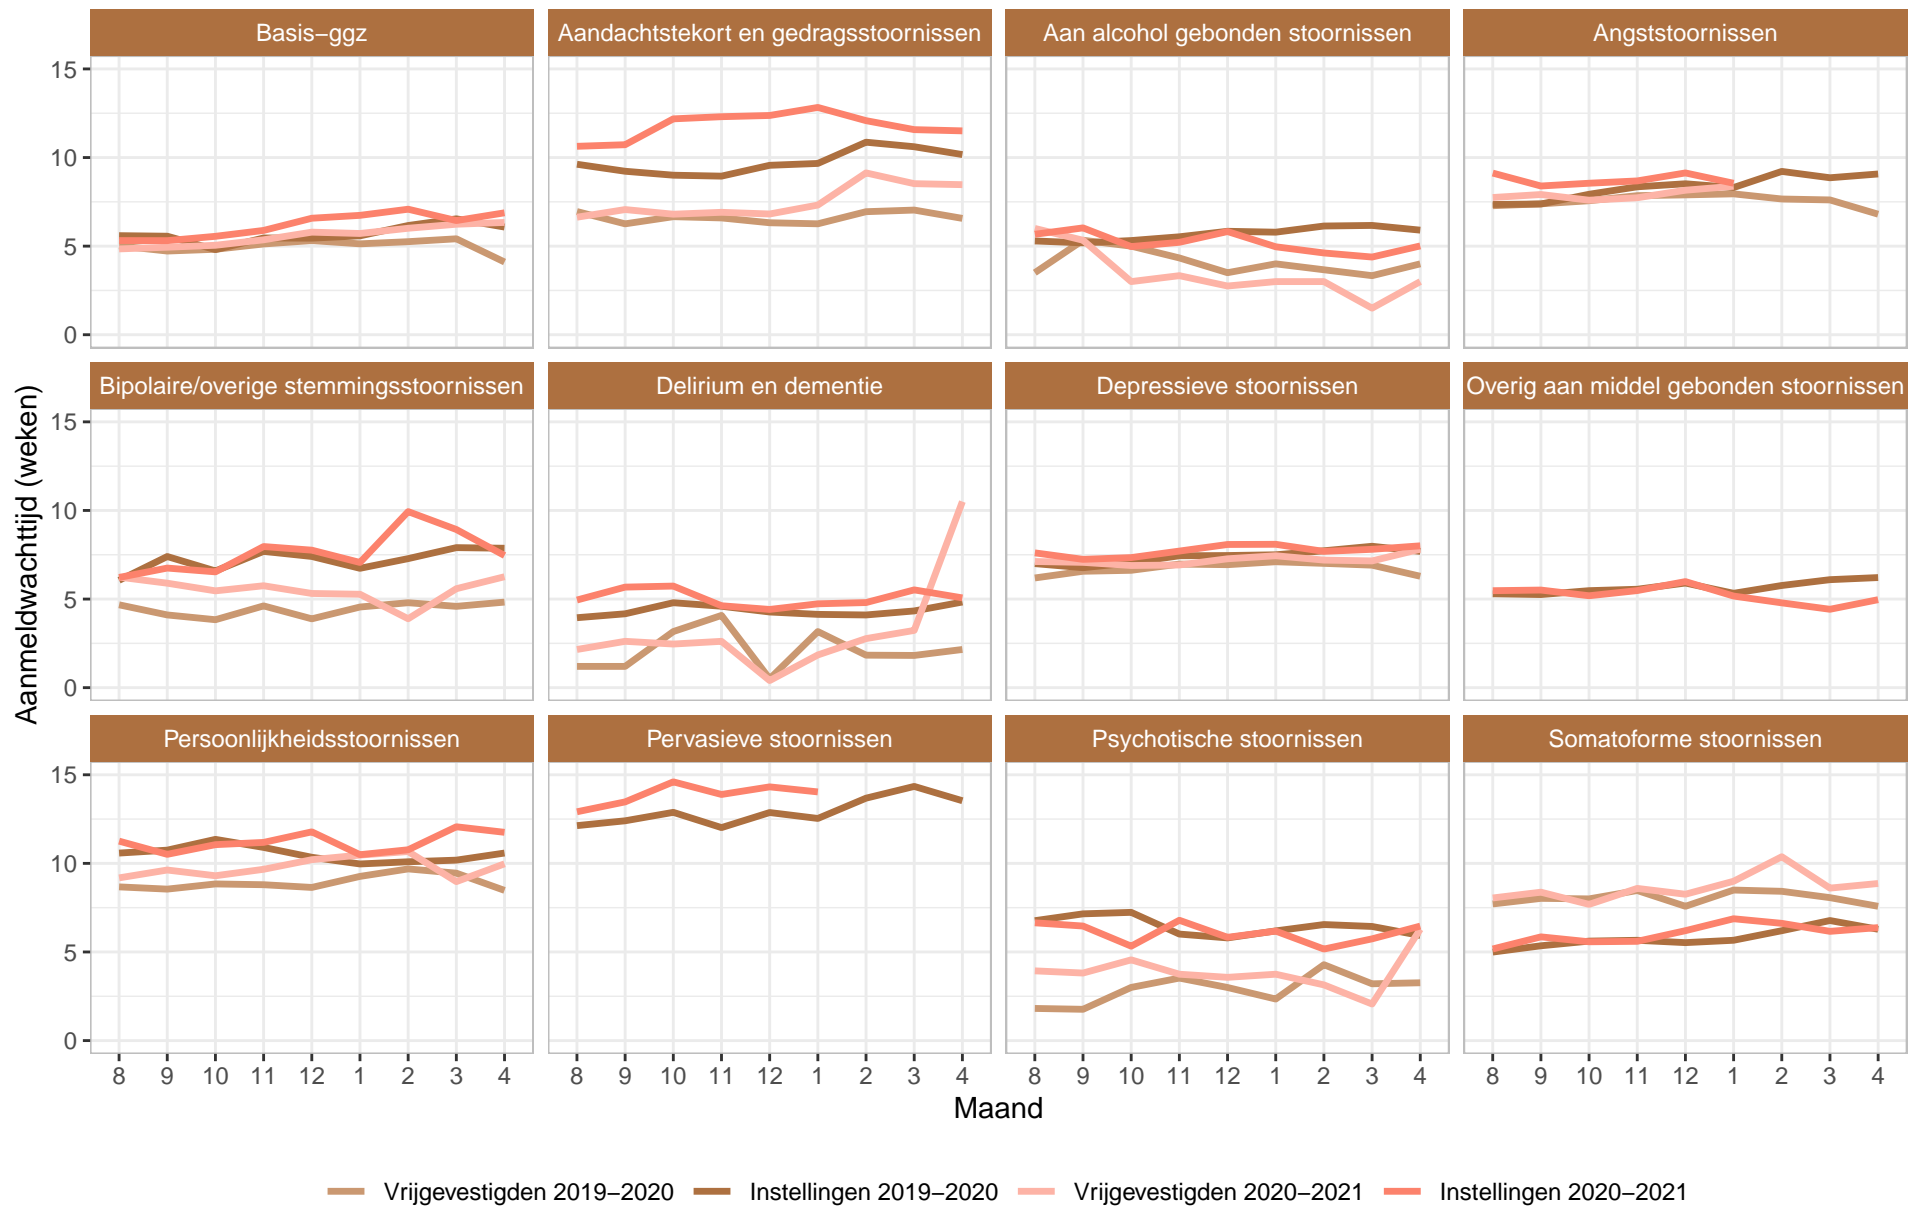 Basis−ggz
Aandachtstekort en gedragsstoornissen
Aan alcohol gebonden stoornissen
Angststoornissen
15
10
5
0
Bipolaire/overige stemmingsstoornissen
Delirium en dementie
Depressieve stoornissen
Overig aan middel gebonden stoornissen
15
10
5
0
Aanmeldwachttijd (weken)
Persoonlijkheidsstoornissen
Pervasieve stoornissen
Psychotische stoornissen
Somatoforme stoornissen
15
10
5
0
8 9 10 11 12 1 2 3 4
8 9 10 11 12 1 2 3 4
8 9 10 11 12 1 2 3 4
8 9 10 11 12 1 2 3 4
Maand
Vrijgevestigden 2019−2020
Instellingen 2019−2020
Vrijgevestigden 2020−2021
Instellingen 2020−2021